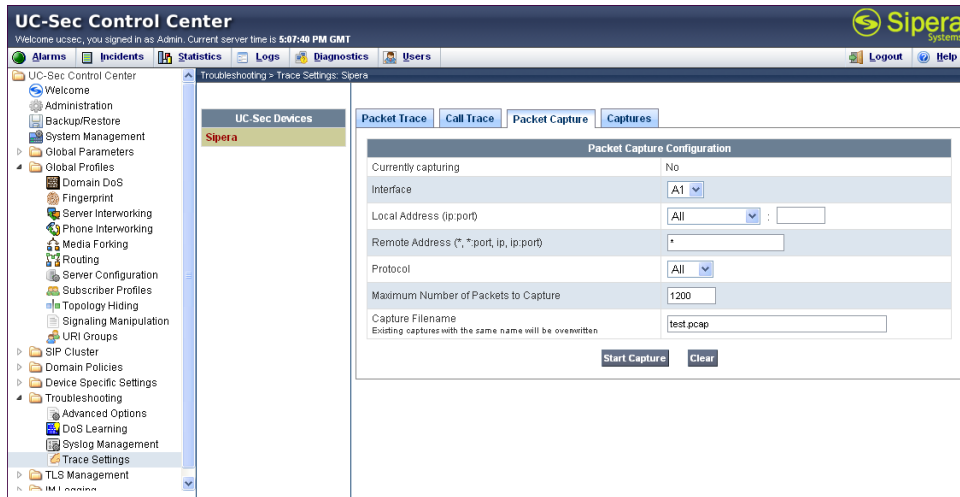 UC-Sec Control Center
Welcome ucsec, you signed in as Admin. Current server time is 5:07:40 PM GMT
Sipera
Systems
Alarms Incidents Statistics Logs Diagnostics Users Logout Help
UC-Sec Control Center
Welcome
Administration
Backup/Restore
System Management
Global Parameters
Global Profiles
Domain DoS
Fingerprint
Server Interworking
Phone Interworking
Media Forking
Routing
Server Configuration
Subscriber Profiles
Topology Hiding
Signaling Manipulation
URI Groups
SIP Cluster
Domain Policies
Device Specific Settings
Troubleshooting
Advanced Options
DoS Learning
Syslog Management
Trace Settings
TLS Management
IM Logging
Troubleshooting > Trace Settings: Sipera
UC-Sec Devices
Sipera
Packet Trace Call Trace Packet Capture Captures
Packet Capture Configuration
Currently capturing No
Interface A1
Local Address (ip:port) All :
Remote Address (*, *:port, ip, ip:port) *
Protocol All
Maximum Number of Packets to Capture 1200
Capture Filename
Existing captures with the same name will be overwritten test.pcap
Start Capture Clear